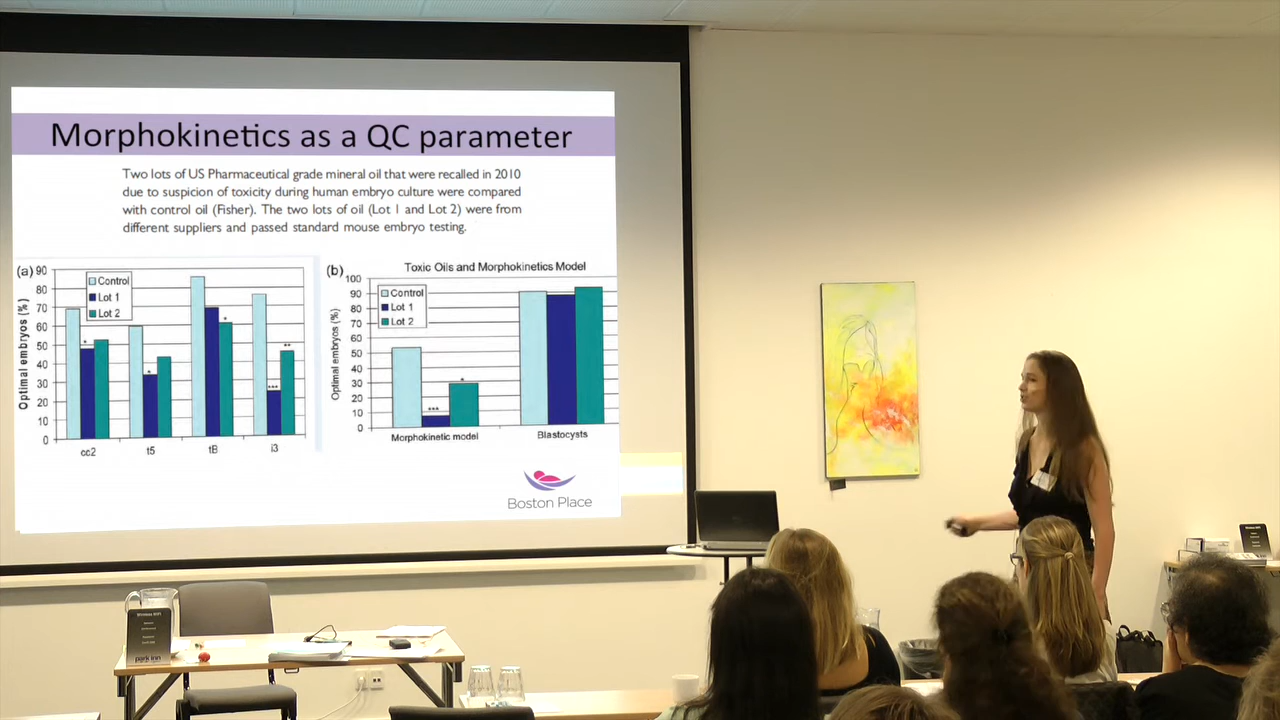 Morphokinetics as a QC parameter
Two lots of US Pharmaceutical grade mineral oil that were recalled in 2010
due to suspicion of toxicity during human embryo culture were compared
with control oil (Fisher). The two lots of oil (Lot 1 and Lot 2) were from
different suppliers and passed standard mouse embryo testing.
(a)
Optimal embryos (%)
90
80
70
60
50
40
30
20
10
0
Control
Lot 1
Lot 2
*
*
*
***
**
cc2
t5
tB
i3
(b)
Toxic Oils and Morphokinetics Model
Optimal embryos (%)
100
90
80
70
60
50
40
30
20
10
0
Control
Lot 1
Lot 2
***
*
Morphokinetic model
Blastocysts
Boston Place
Wireless WiFi
park inn